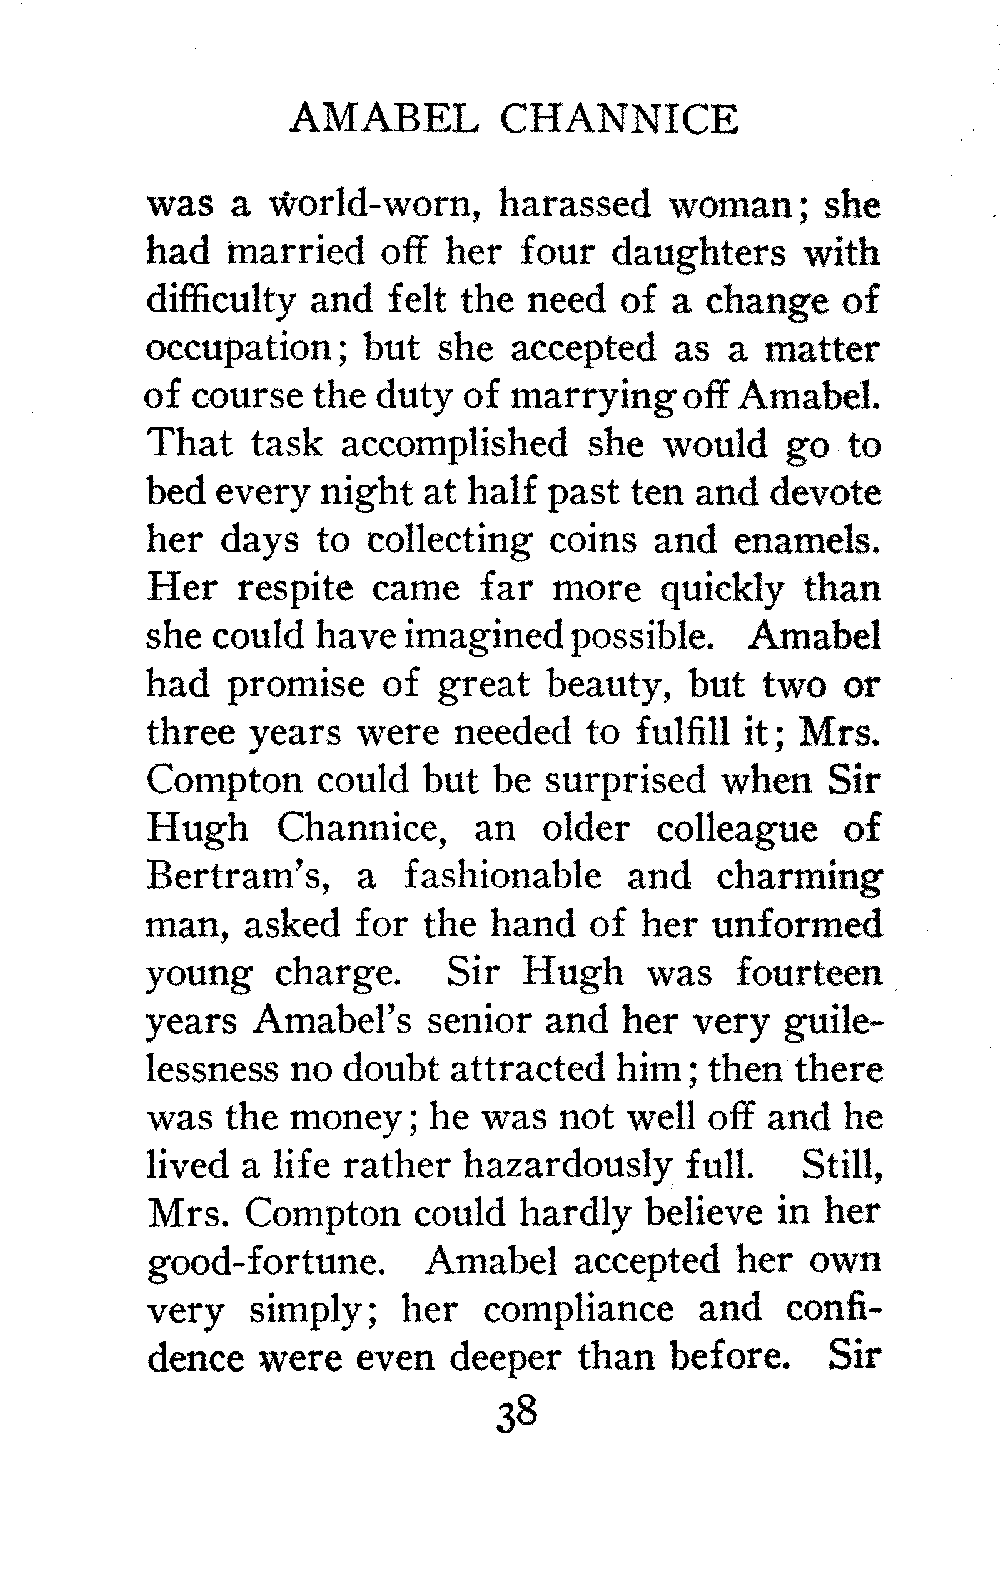 AMABEL CHANNICE
was a world-worn, harassed woman; she
had married off her four daughters with
difficulty and felt the need of a change of
occupation; but she accepted as a matter
of course the duty of marrying off Amabel.
That task accomplished she would go to
bed every night at half past ten and devote
her days to collecting coins and enamels.
Her respite came far more quickly than
she could have imagined possible. Amabel
had promise of great beauty, but two or
three years were needed to fulfill it; Mrs.
Compton could but be surprised when Sir
Hugh Channice, an older colleague of
Bertram's, a fashionable and charming
man, asked for the hand of her unformed
young charge. Sir Hugh was fourteen
years Amabel's senior and her very guile-
lessness no doubt attracted him; then there
was the money; he was not well off and he
lived a life rather hazardously full. Still,
Mrs. Compton could hardly believe in her
good-fortune. Amabel accepted her own
very simply; her compliance and confi-
dence were even deeper than before. Sir
38